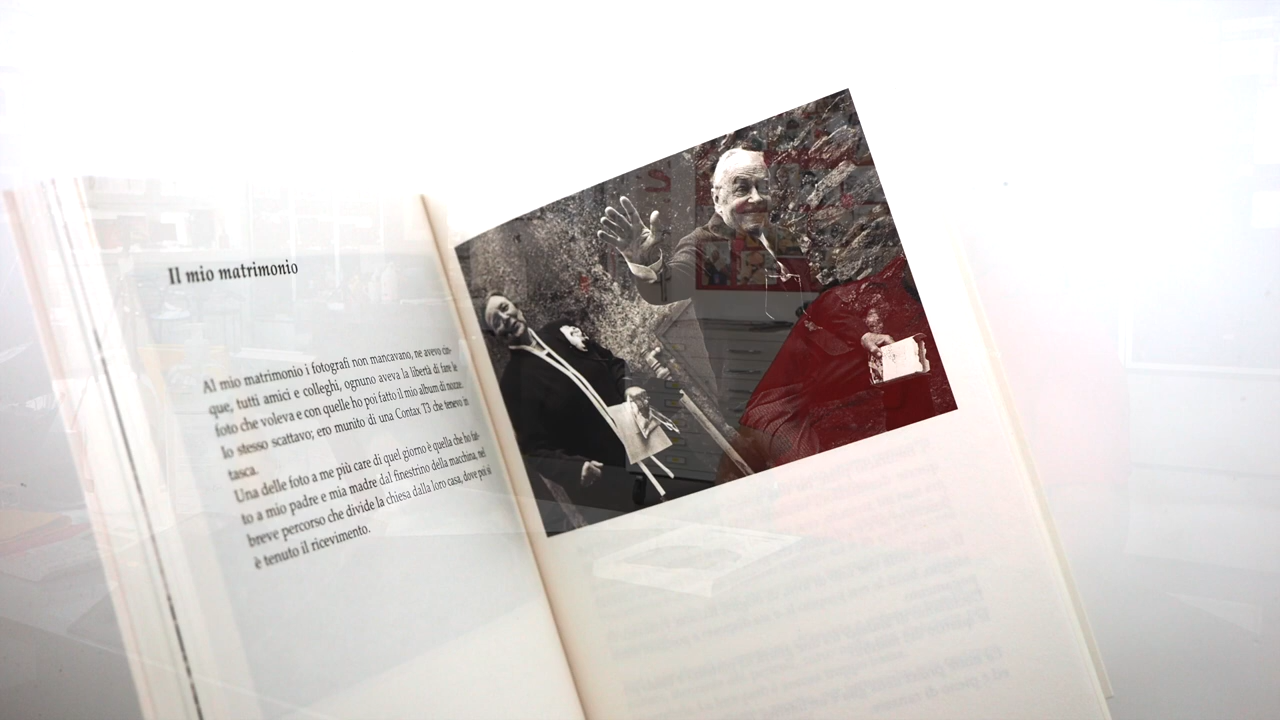 Il mio matrimonio
Al mio matrimonio i fotografi non mancavano, ne avevo cin-
que, tutti amici e colleghi, ognuno aveva la libertà di fare le
foto che voleva e con quelle ho poi fatto il mio album di nozze.
Io stesso scattavo; ero munito di una Contax T3 che tenevo in
tasca.
Una delle foto a me più care di quel giorno è quella che ho fat-
to a mio padre e mia madre dal finestrino della macchina, nel
breve percorso che divide la chiesa dalla loro casa, dove poi si
è tenuto il ricevimento.